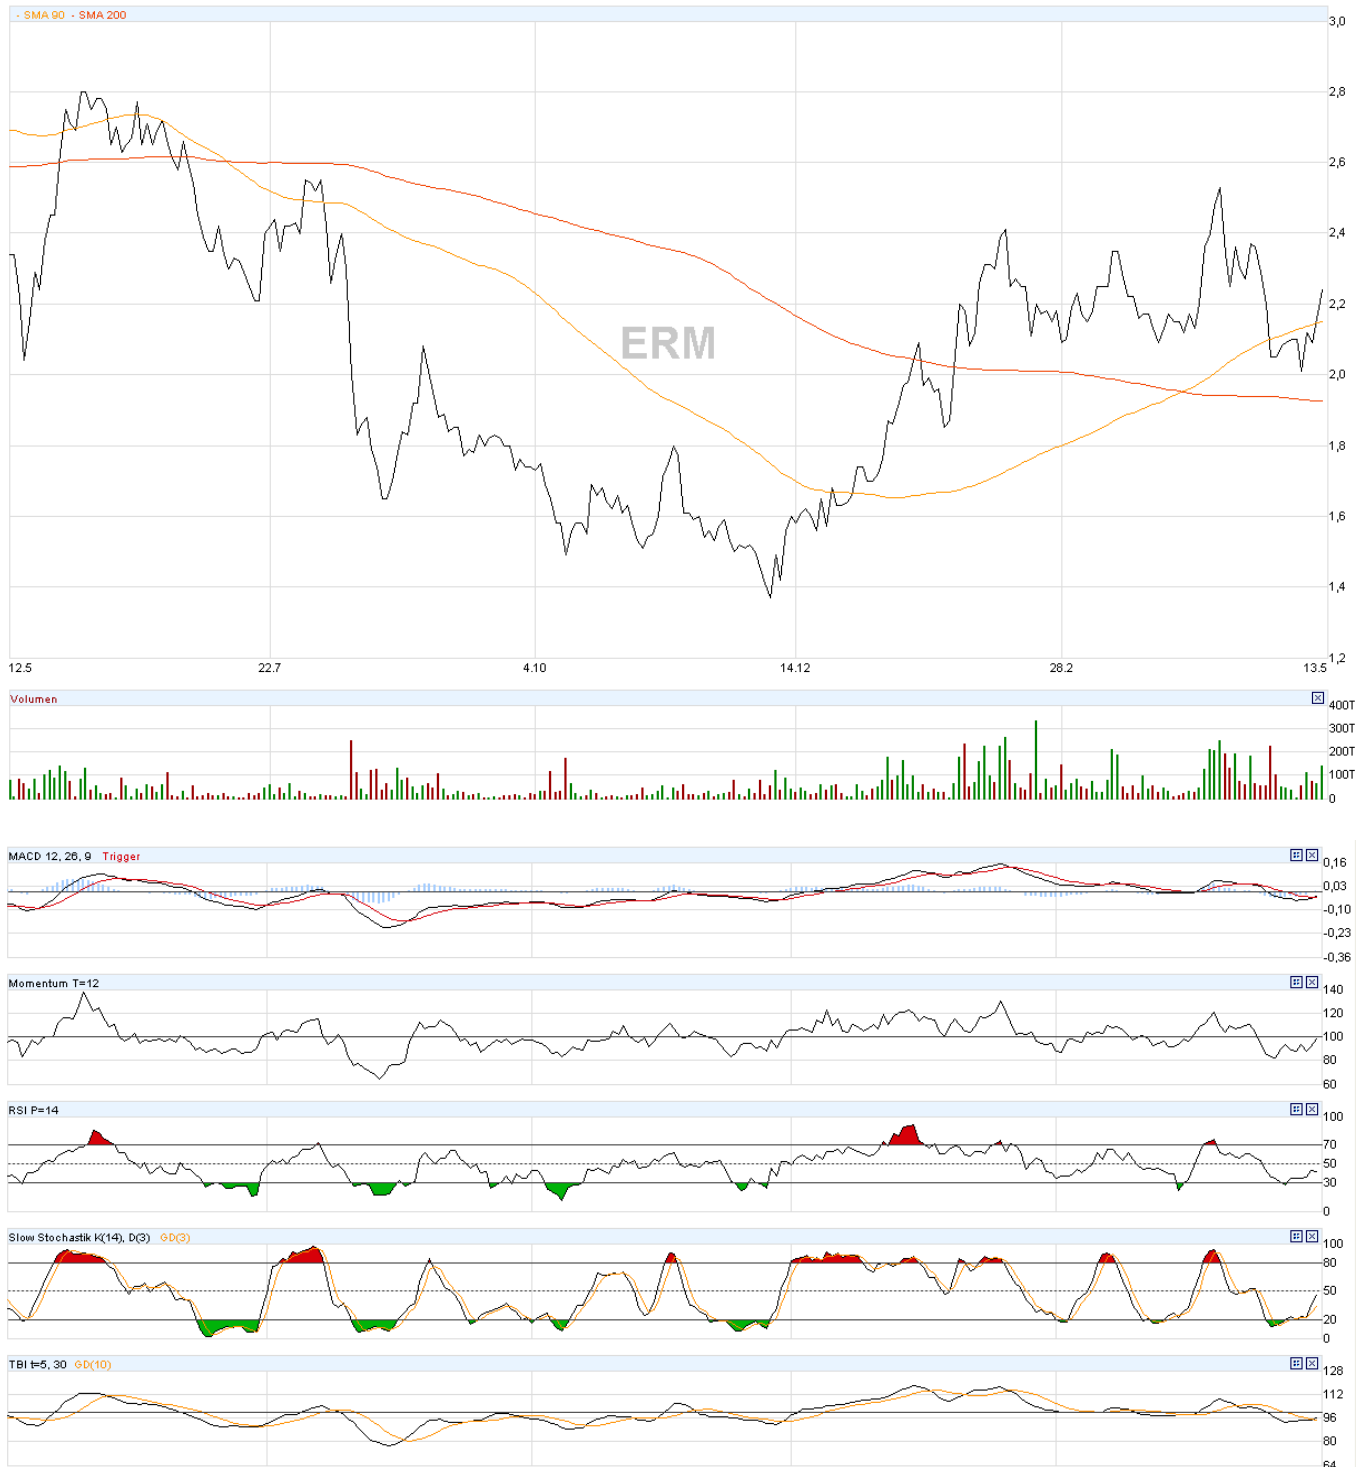 - SMA 90 - SMA 200
3,0
2,8
2,6
2,4
2,2
2,0
1,8
1,6
1,4
1,2
ERM
12.5 22.7 4.10 14.12 28.2 13.5
Volumen
400T
300T
200T
100T
0
MACD 12, 26, 9 Trigger
0,16
0,03
-0,10
-0,23
-0,36
Momentum T=12
140
120
100
80
60
RSI P=14
100
70
50
30
0
Slow Stochastik K(14), D(3) GD(3)
100
80
50
20
0
TBI t=5, 30 GD(10)
128
112
96
80
64